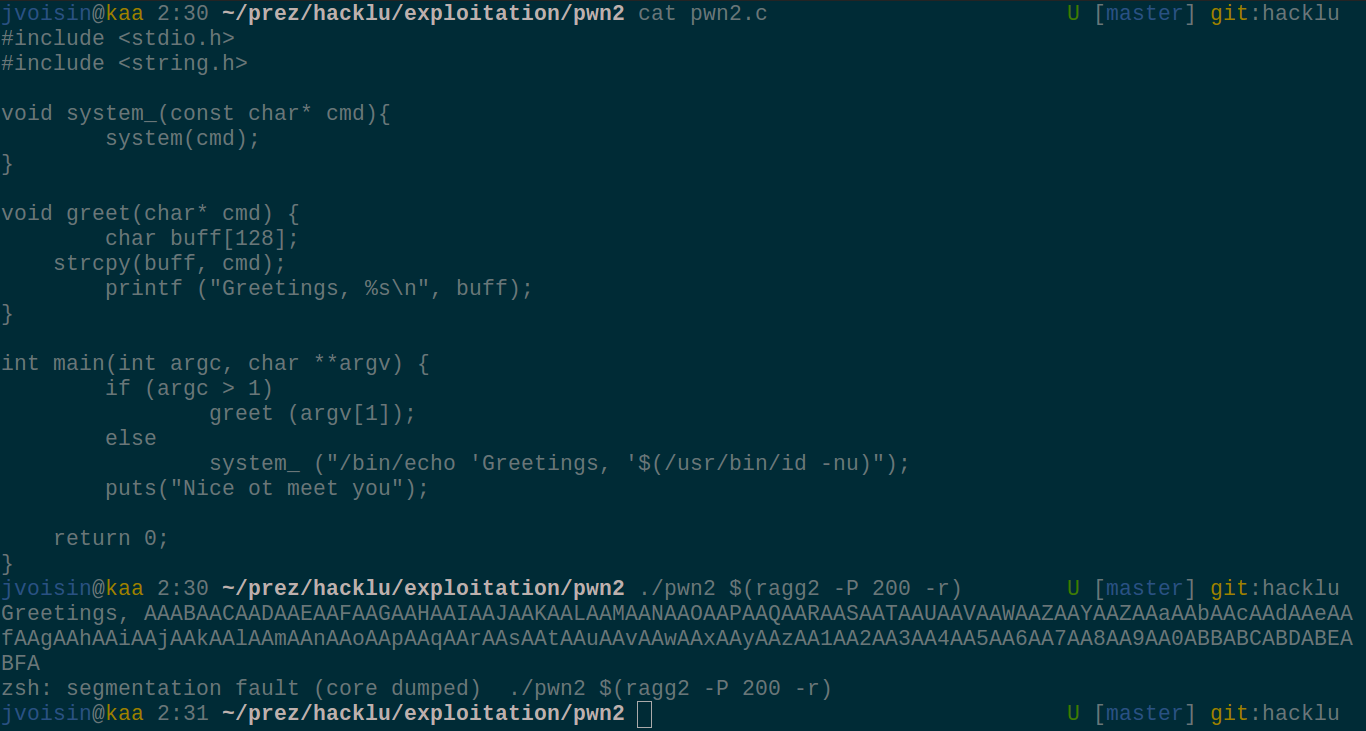 jvoisin@kaa 2:30 ~/prez/hacklu/exploitation/pwn2 cat pwn2.c U [master] git:hacklu
#include <stdio.h>
#include <string.h>
void system_(const char* cmd){
system(cmd);
}
void greet(char* cmd) {
char buff[128];
strcpy(buff, cmd);
printf ("Greetings, %s\n", buff);
}
int main(int argc, char **argv) {
if (argc > 1)
greet (argv[1]);
else
system_ ("/bin/echo 'Greetings, '$(/usr/bin/id -nu)");
puts("Nice ot meet you");
return 0;
}
jvoisin@kaa 2:30 ~/prez/hacklu/exploitation/pwn2 ./pwn2 $(ragg2 -P 200 -r) U [master] git:hacklu
Greetings, AAABAACAADAAEAAFAAGAAHAAIAAJAAKAALAAMAANAAOAAPAAQAARAASAATAAUAAVAAWAAZAAYAAZAAaAAbAAcAAdAAeAA
fAAgAAhAAiAAjAAkAAlAAmAAnAAoAApAAqAArAAsAAtAAuAAvAAwAAxAAyAAzAA1AA2AA3AA4AA5AA6AA7AA8AA9AA0ABBABCABDABEA
BFA
zsh: segmentation fault (core dumped)  ./pwn2 $(ragg2 -P 200 -r)
jvoisin@kaa 2:31 ~/prez/hacklu/exploitation/pwn2 U [master] git:hacklu